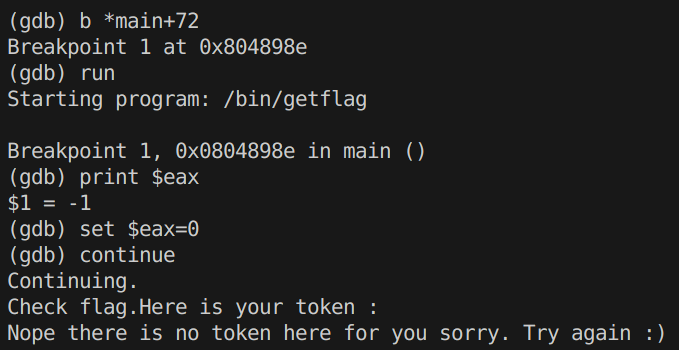 (gdb) b *main+72
Breakpoint 1 at 0x804898e
(gdb) run
Starting program: /bin/getflag
Breakpoint 1, 0x0804898e in main ()
(gdb) print $eax
$1 = -1
(gdb) set $eax=0
(gdb) continue
Continuing.
Check flag.Here is your token :
Nope there is no token here for you sorry. Try again :)